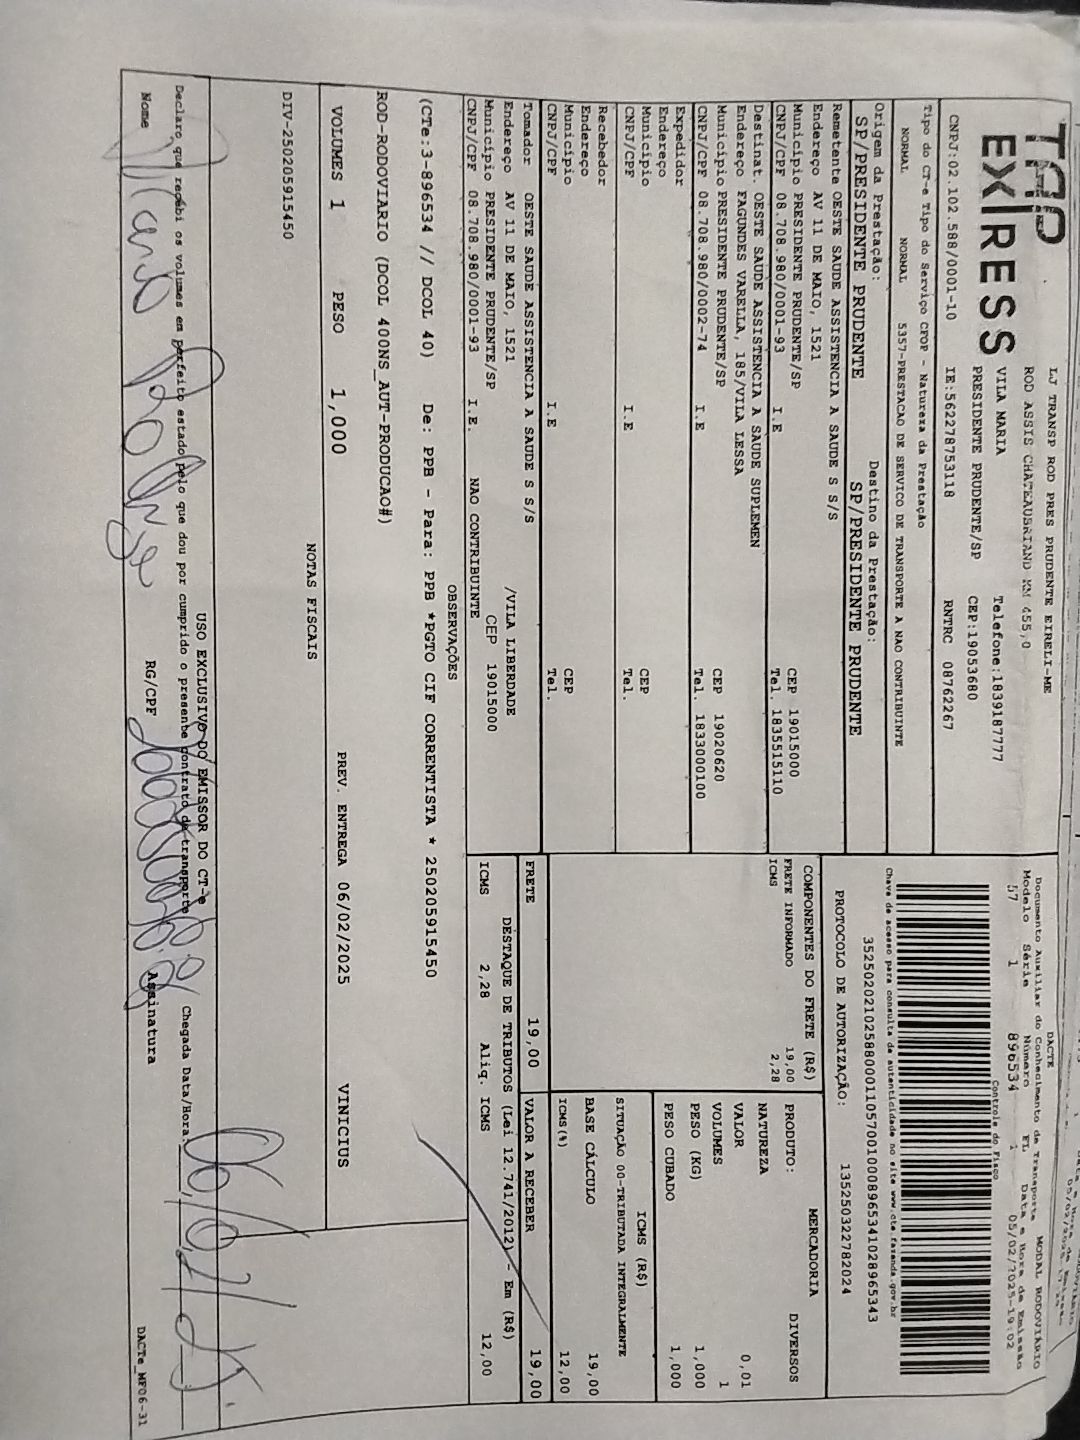 TAP
EX|RESS
LJ TRANSP ROD PRES PRUDENTE EIRELI-ME
ROD ASSIS CHATEAUBRIAND KM 455,0
VILA MARIA Telefone:1839187777
PRESIDENTE PRUDENTE/SP CEP:19053680
CNPJ:02.102.588/0001-10 IE:562278753118 RNTRC 08762267
Tipo do CT-e Tipo do Serviço CFOP - Natureza da Prestação
NORMAL NORMAL 5357-PRESTACAO DE SERVICO DE TRANSPORTE A NAO CONTRIBUINTE
Origem da Prestação: Destino da Prestação:
SP/PRESIDENTE PRUDENTE SP/PRESIDENTE PRUDENTE
Remetente OESTE SAUDE ASSISTENCIA A SAUDE S S/S
Endereço AV 11 DE MAIO, 1521
Município PRESIDENTE PRUDENTE/SP CEP 19015000
CNPJ/CPF 08.708.980/0001-93 I.E Tel. 1835515110
Destinat. OESTE SAUDE ASSISTENCIA A SAUDE SUPLEMEN
Endereço FAGUNDES VARELLA, 185/VILA LESSA
Município PRESIDENTE PRUDENTE/SP CEP 19020620
CNPJ/CPF 08.708.980/0002-74 I.E Tel. 1833000100
Expedidor
Endereço
Município CEP
CNPJ/CPF I.E Tel.
Recebedor
Endereço
Município CEP
CNPJ/CPF I.E Tel.
Tomador OESTE SAUDE ASSISTENCIA A SAUDE S S/S
Endereço AV 11 DE MAIO, 1521 /VILA LIBERDADE
Município PRESIDENTE PRUDENTE/SP CEP 19015000
CNPJ/CPF 08.708.980/0001-93 I.E. NAO CONTRIBUINTE
DACTE MODAL RODOVIÁRIO
Documento Auxiliar do Conhecimento de Transporte
Modelo Série Número FL Data e Hora de Emissão
57 1 896534 1 05/02/2025-19:02
Controle do Fisco
Chave de acesso para consulta de autenticidade no site www.cte.fazenda.gov.br
35250202102588000110570010008965341028965343
PROTOCOLO DE AUTORIZAÇÃO: 135250322782024
COMPONENTES DO FRETE (R$)
FRETE INFORMADO 19,00
ICMS 2,28
MERCADORIA
PRODUTO: DIVERSOS
NATUREZA
VALOR 0,01
VOLUMES 1
PESO (KG) 1,000
PESO CUBADO 1,000
ICMS (R$)
SITUAÇÃO 00-TRIBUTADA INTEGRALMENTE
BASE CÁLCULO 19,00
ICMS(%) 12,00
FRETE 19,00 VALOR A RECEBER 19,00
DESTAQUE DE TRIBUTOS (Lei 12.741/2012) - Em (R$)
ICMS 2,28 Aliq. ICMS 12,00
OBSERVAÇÕES
(CTe:3-896534 // DCOL 40) De: PPB - Para: PPB *PGTO CIF CORRENTISTA * 250205915450
ROD-RODOVIARIO (DCOL 400NS_AUT-PRODUCAO#)
VOLUMES 1 PESO 1,000 PREV. ENTREGA 06/02/2025 VINICIUS
NOTAS FISCAIS
DIV-250205915450
USO EXCLUSIVO DO EMISSOR DO CT-e
Declaro que recebi os volumes em perfeito estado pelo que dou por cumprido o presente contrato de transporte Chegada Data/Hora:
Nome RG/CPF Assinatura
DACTe_MF06-31